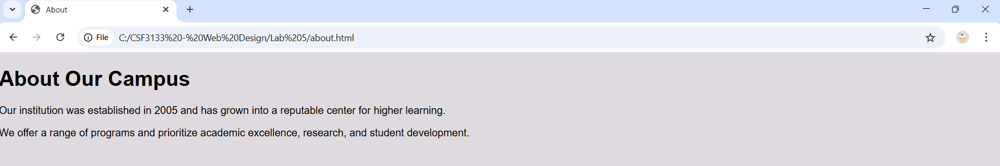 About
File C:/CSF3133%20-%20Web%20Design/Lab%205/about.html
About Our Campus
Our institution was established in 2005 and has grown into a reputable center for higher learning.
We offer a range of programs and prioritize academic excellence, research, and student development.